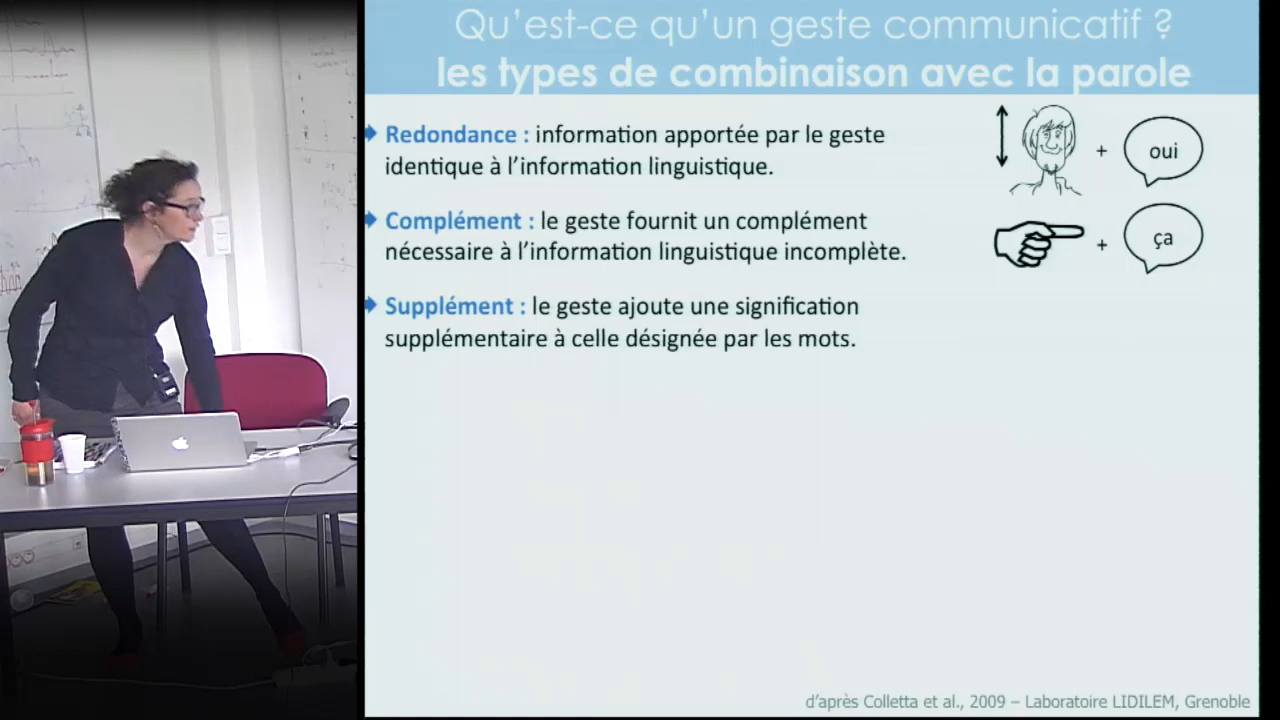 Qu'est-ce qu'un geste communicatif ?
les types de combinaison avec la parole
Redondance : information apportée par le geste
identique à l'information linguistique.
+ oui
Complément : le geste fournit un complément
nécessaire à l'information linguistique incomplète.
+ ça
Supplément : le geste ajoute une signification
supplémentaire à celle désignée par les mots.
d'après Colletta et al., 2009 – Laboratoire LIDILEM, Grenoble